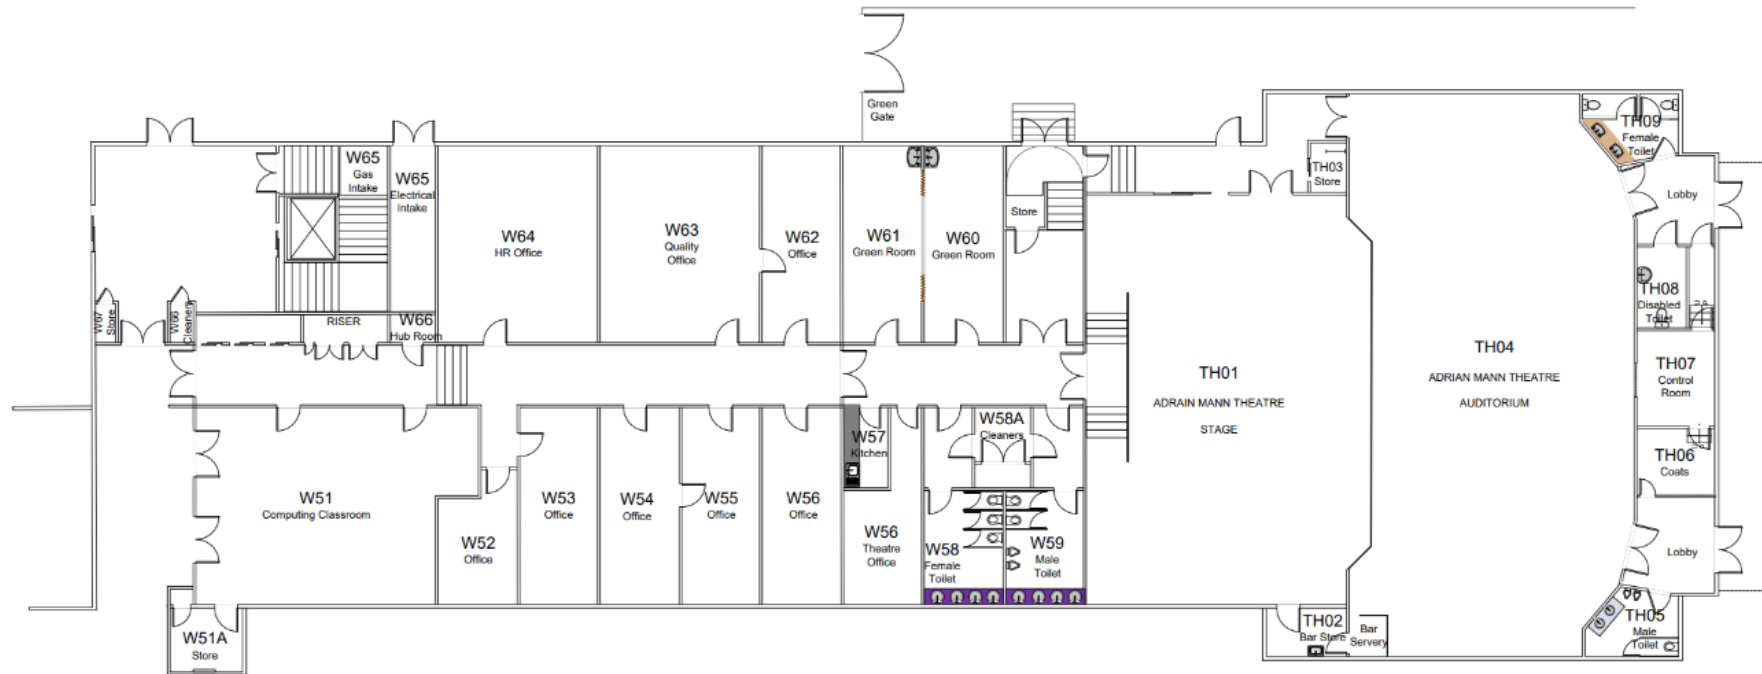 Green
Gate
W65
Gas
Intake
W65
Electrical
Intake
W64
HR Office
W63
Quality
Office
W62
Office
W61
Green Room
W60
Green Room
Store
TH03
Store
TH09
Female
Toilet
Lobby
TH08
Disabled
Toilet
W67
Store
W66
Cleaners
RISER
W66
Hub Room
TH01
ADRAIN MANN THEATRE
STAGE
TH04
ADRIAN MANN THEATRE
AUDITORIUM
TH07
Control
Room
TH06
Coats
W51
Computing Classroom
W52
Office
W53
Office
W54
Office
W55
Office
W56
Office
W57
Kitchen
W56
Theatre
Office
W58A
Cleaners
W58
Female
Toilet
W59
Male
Toilet
Lobby
W51A
Store
TH02
Bar Store
Bar
Servery
TH05
Male
Toilet